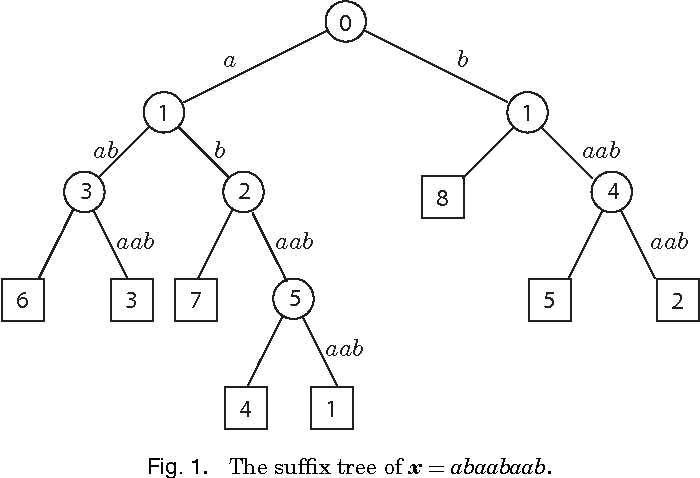 0
a b
1 1
ab b aab
3 2 8 4
aab aab aab
6 3 7 5 5 2
aab
4 1
Fig. 1. The suffix tree of x = abaabaab.